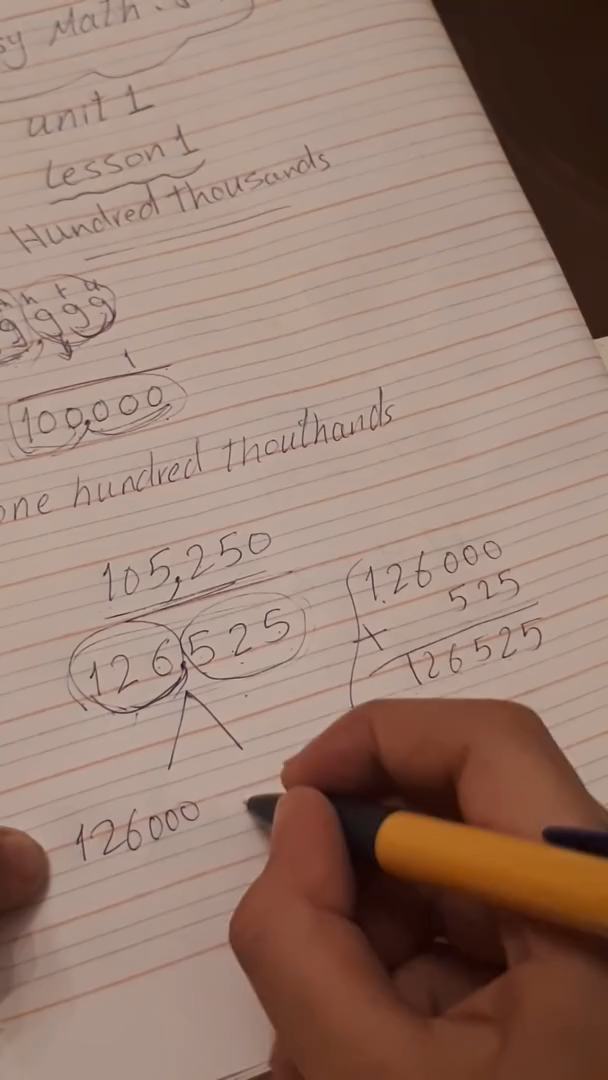 Math.
unit 1
Lesson 1
Hundred thousands
h t u
g, g g g
1
100,000
one hundred thouthands
105,250
126,525
126000
525
+
126525
126000